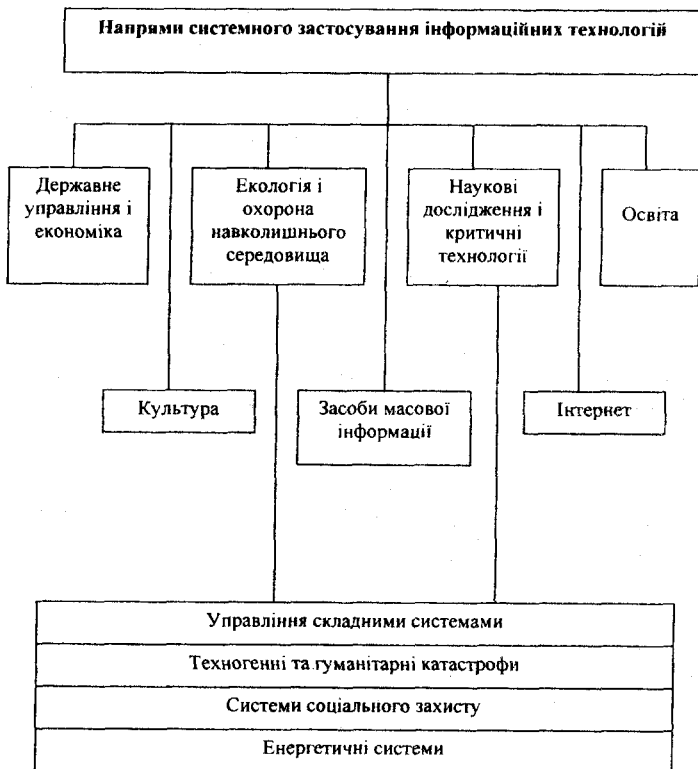 Напрями системного застосування інформаційних технологій
Державне
управління і
економіка
Екологія і
охорона
навколишнього
середовища
Наукові
дослідження і
критичні
технології
Освіта
Культура
Засоби масової
інформації
Інтернет
Управління складними системами
Техногенні та гуманітарні катастрофи
Системи соціального захисту
Енергетичні системи